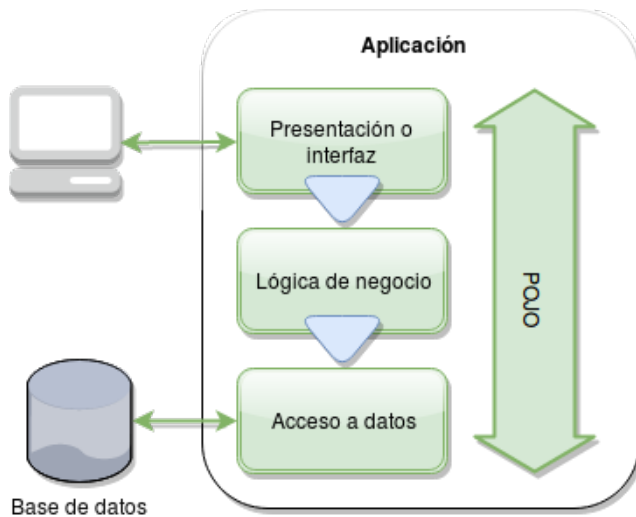 Aplicación
Presentación o
interfaz
Lógica de negocio
POJO
Acceso a datos
Base de datos